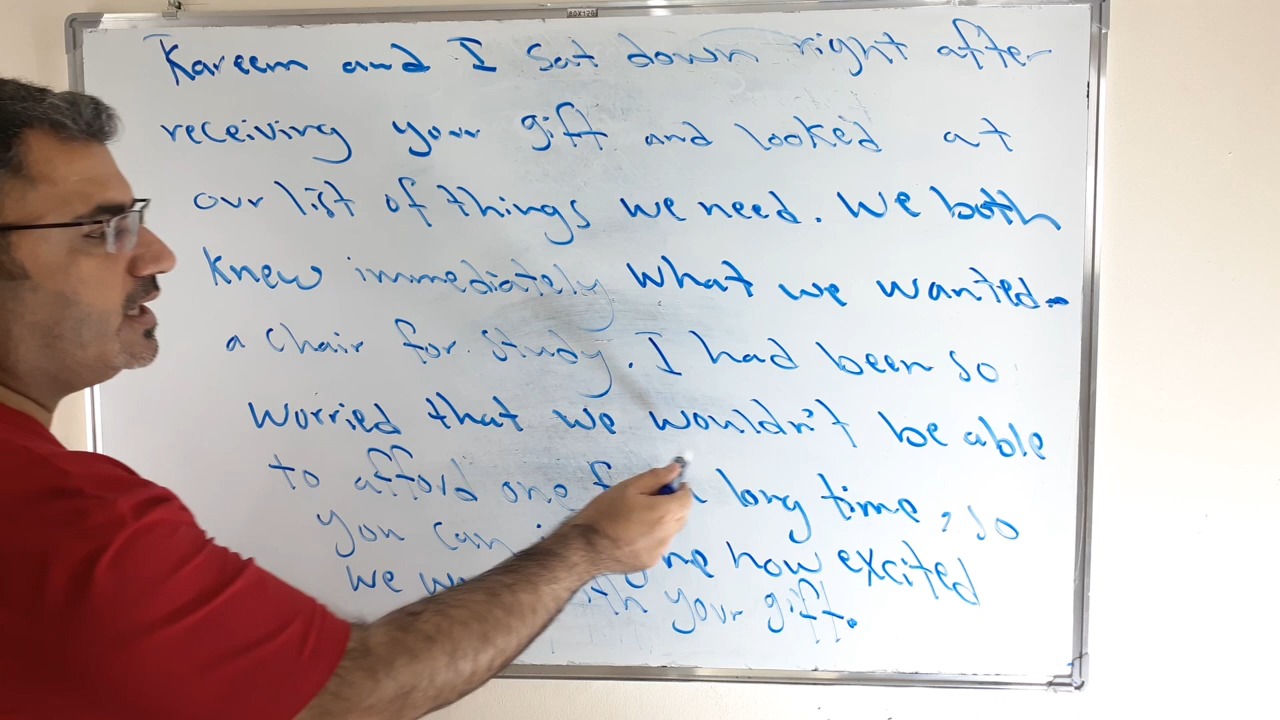 80X120
Kareem and I sat down right after
receiving your gift and looked at
our list of things we need. We both
knew immediately what we wanted-
a chair for study. I had been so
worried that we wouldn't be able
to afford one long time, so
you can how excited
we your gift.